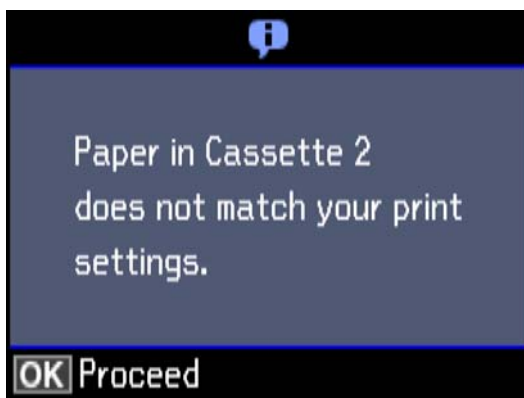 Paper in Cassette 2
does not match your print
settings.
OK Proceed